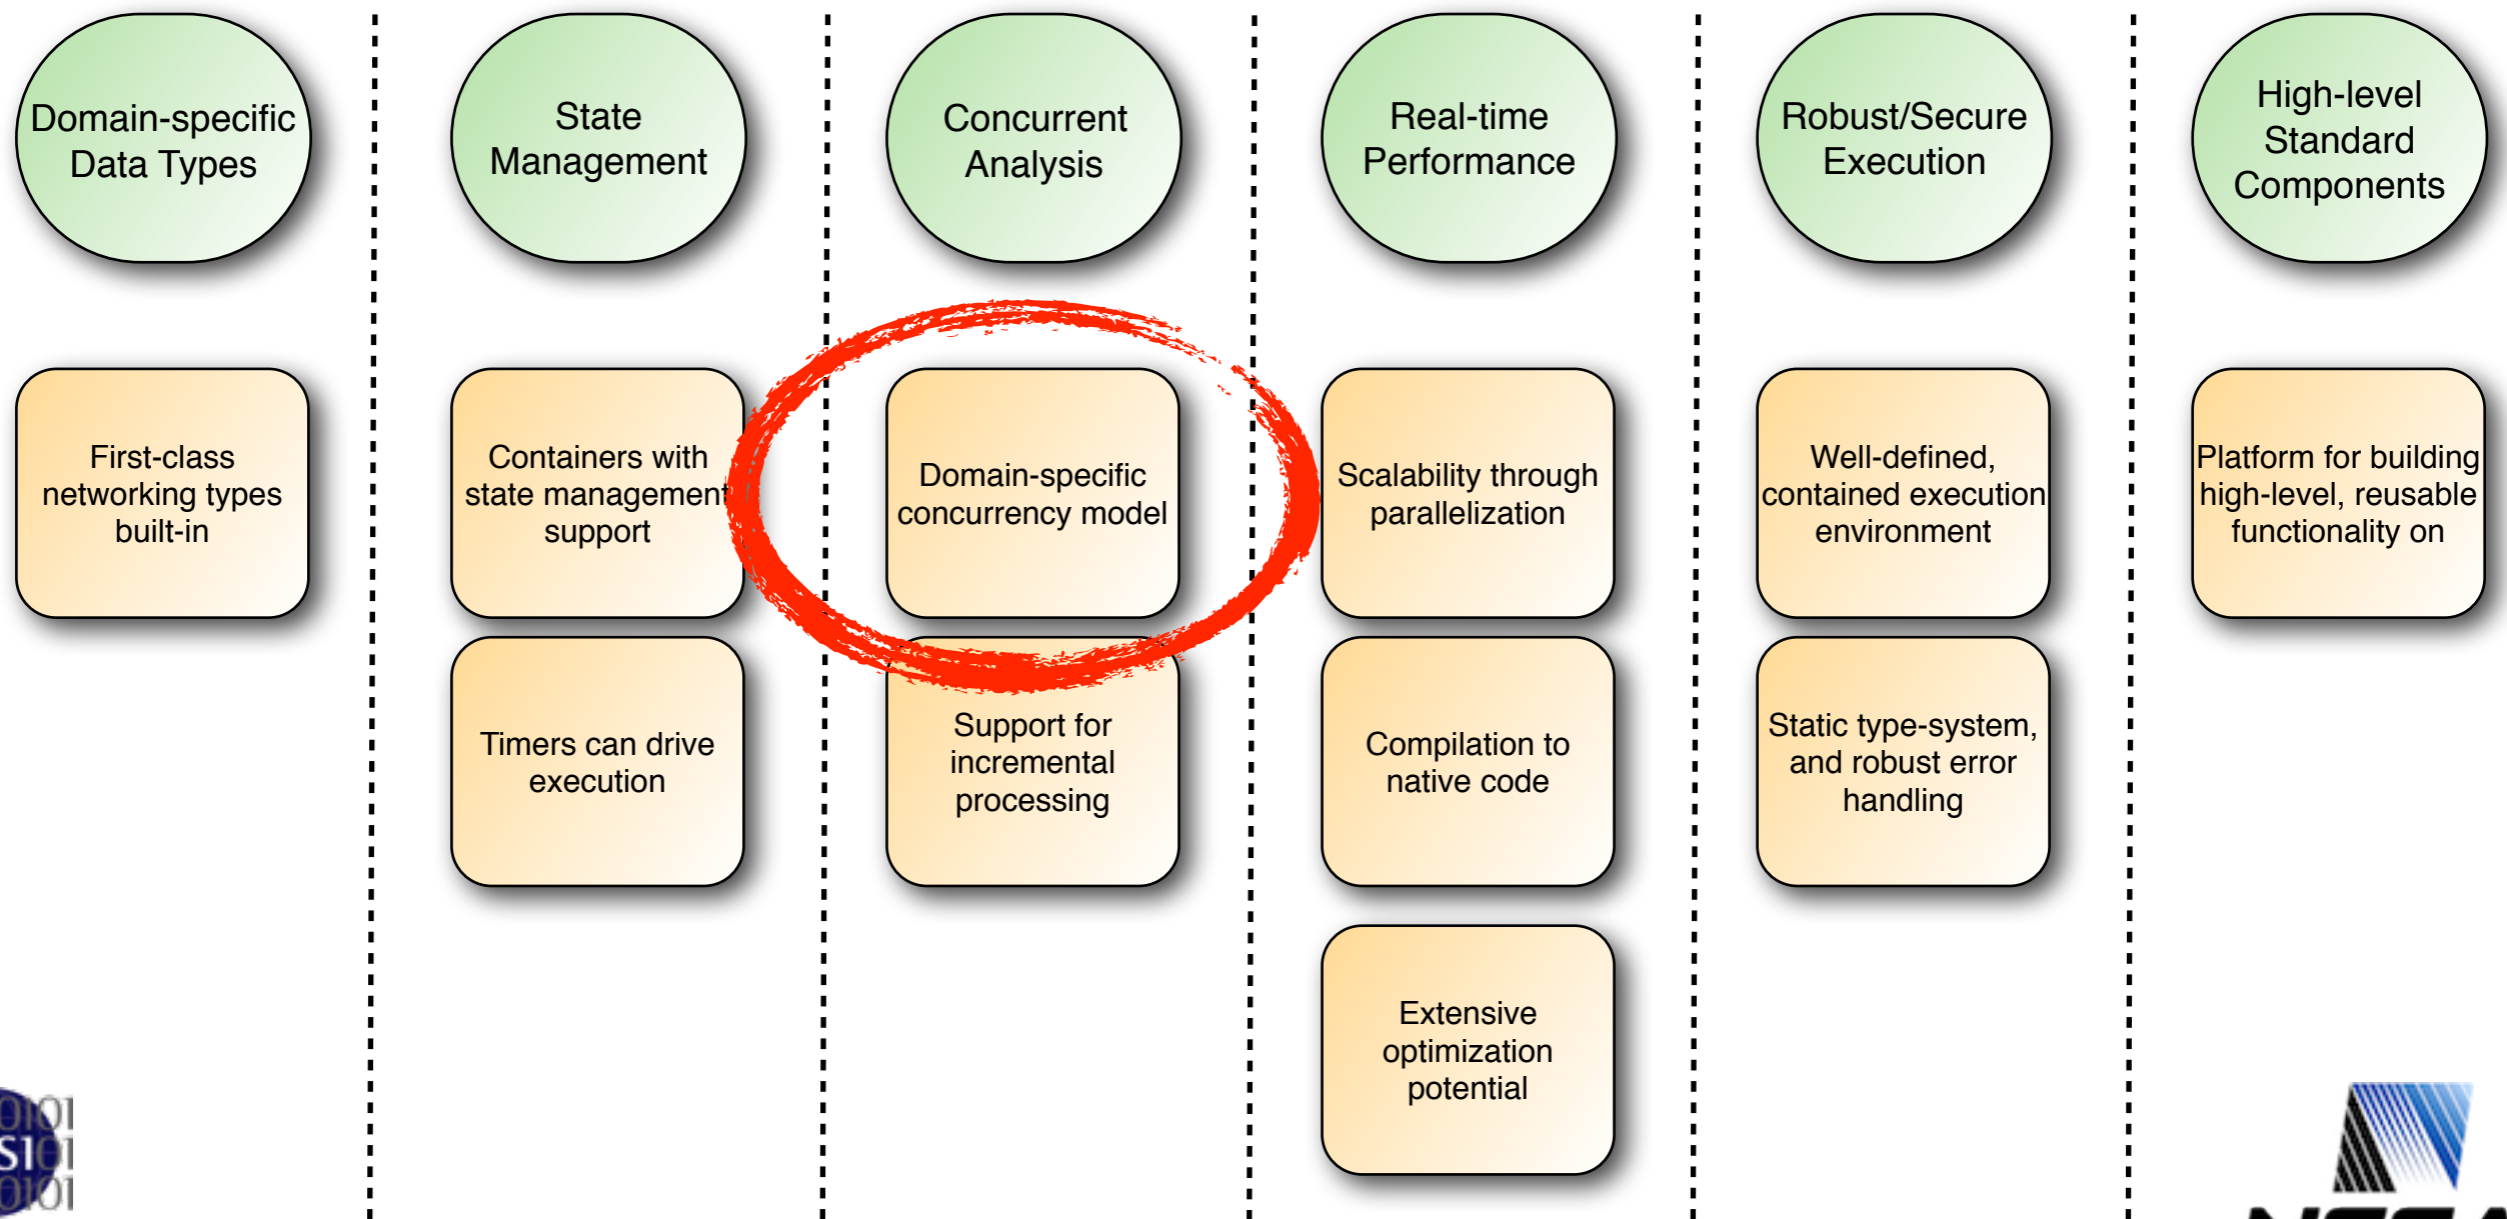 Domain-specific
Data Types
State
Management
Concurrent
Analysis
Real-time
Performance
Robust/Secure
Execution
High-level
Standard
Components
First-class
networking types
built-in
Containers with
state management
support
Domain-specific
concurrency model
Scalability through
parallelization
Well-defined,
contained execution
environment
Platform for building
high-level, reusable
functionality on
Timers can drive
execution
Support for
incremental
processing
Compilation to
native code
Static type-system,
and robust error
handling
Extensive
optimization
potential